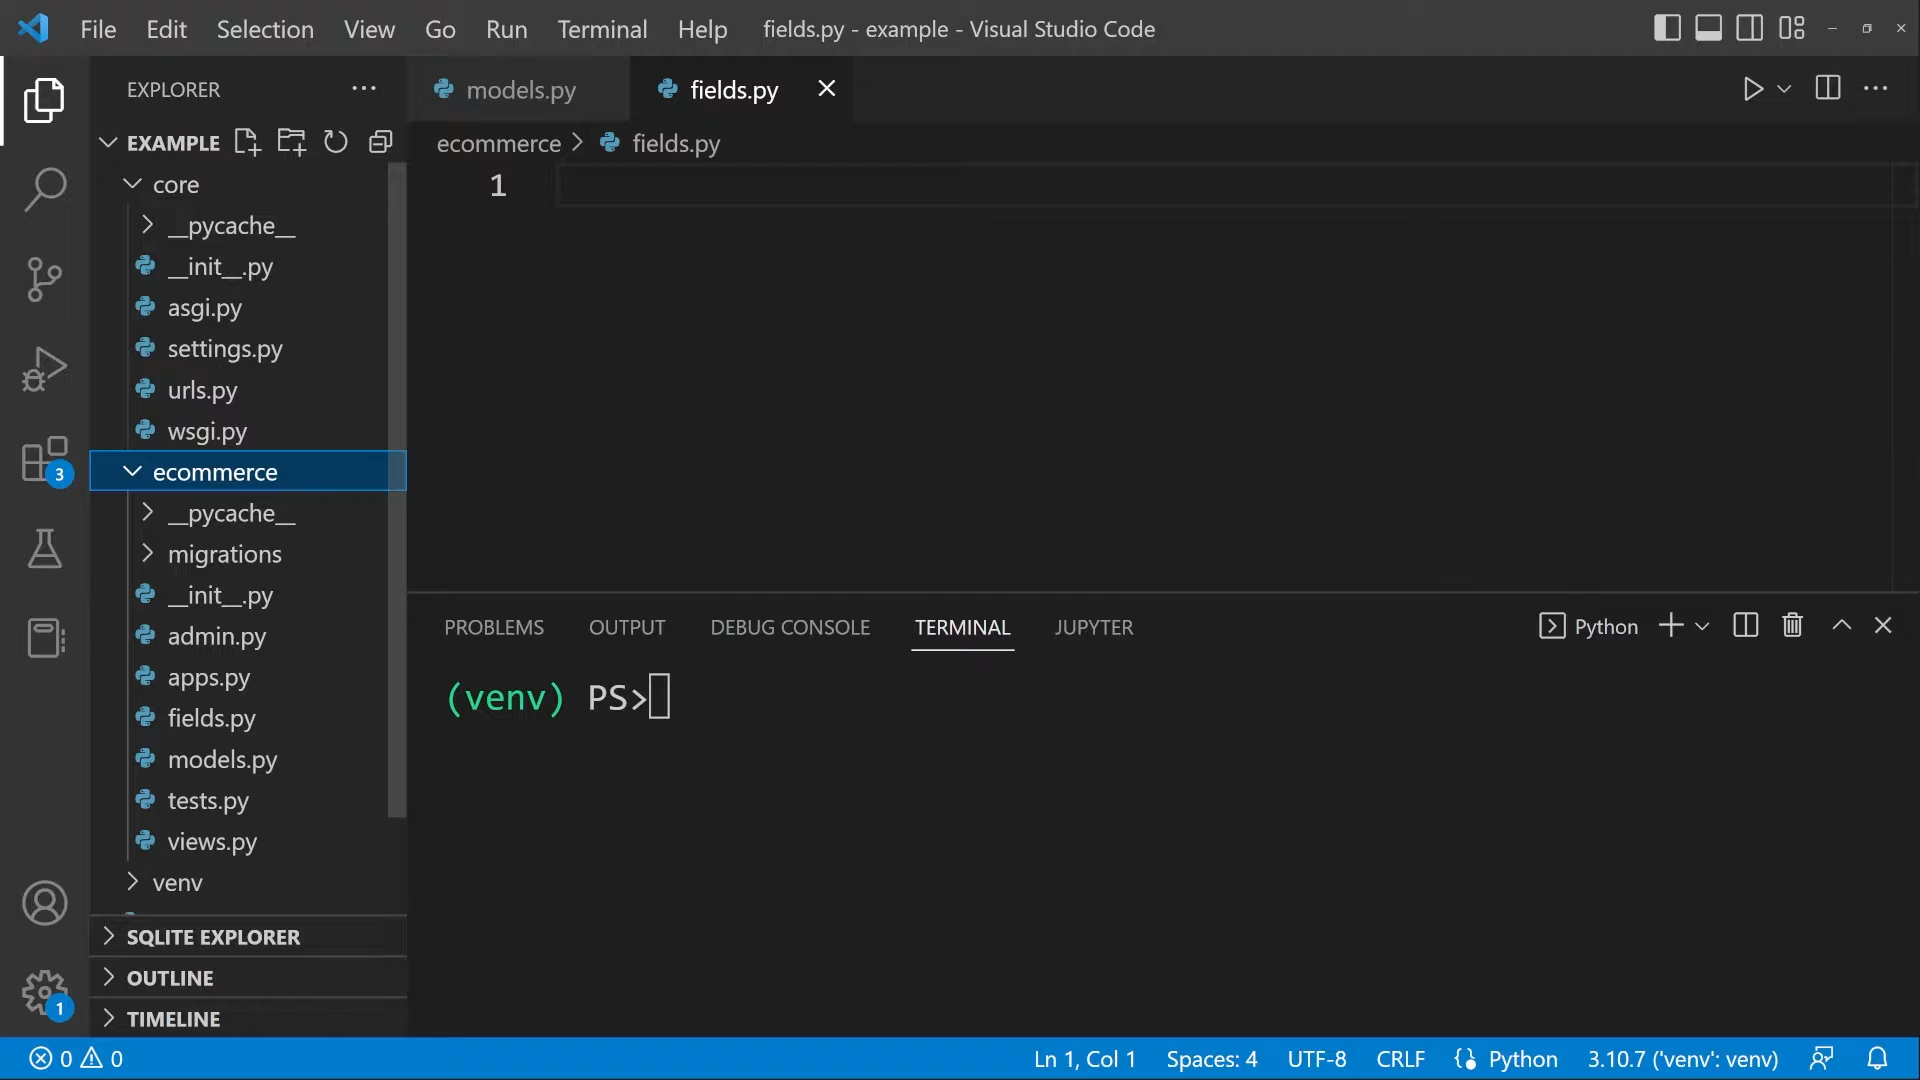 File Edit Selection View Go Run Terminal Help fields.py - example - Visual Studio Code
EXPLORER
models.py fields.py
EXAMPLE
ecommerce > fields.py
1
core
__pycache__
__init__.py
asgi.py
settings.py
urls.py
wsgi.py
ecommerce
__pycache__
migrations
__init__.py
admin.py
apps.py
fields.py
models.py
tests.py
views.py
venv
SQLITE EXPLORER
OUTLINE
TIMELINE
3
1
PROBLEMS OUTPUT DEBUG CONSOLE TERMINAL JUPYTER Python
(venv) PS>
0 0 Ln 1, Col 1 Spaces: 4 UTF-8 CRLF Python 3.10.7 ('venv': venv)